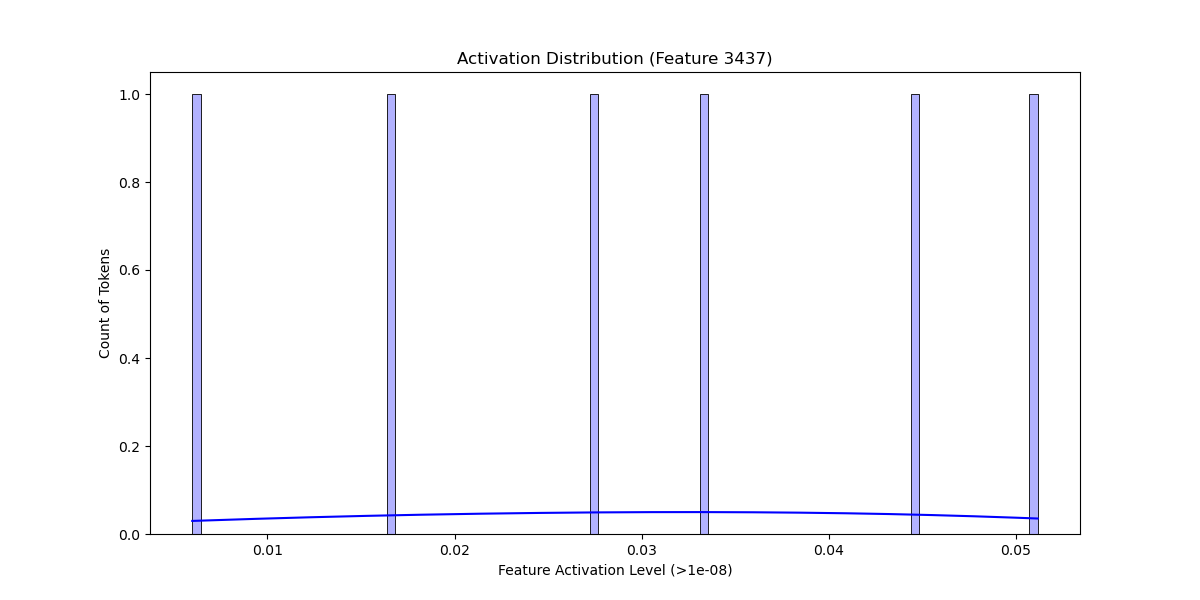 Activation Distribution (Feature 3437)
Count of Tokens
1.0
0.8
0.6
0.4
0.2
0.0
0.01 0.02 0.03 0.04 0.05
Feature Activation Level (>1e-08)